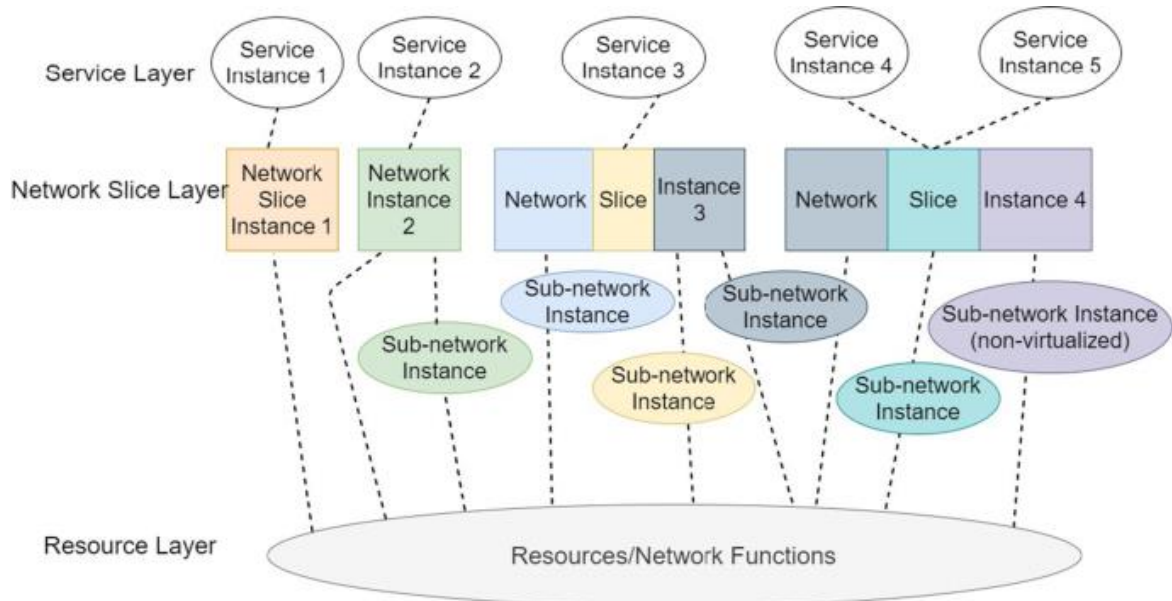 Service Layer
Service
Instance 1
Service
Instance 2
Service
Instance 3
Service
Instance 4
Service
Instance 5
Network Slice Layer
Network
Slice
Instance 1
Network
Instance
2
Network
Slice
Instance
3
Network
Slice
Instance 4
Sub-network
Instance
Sub-network
Instance
Sub-network
Instance
(non-virtualized)
Sub-network
Instance
Sub-network
Instance
Sub-network
Instance
Resource Layer
Resources/Network Functions